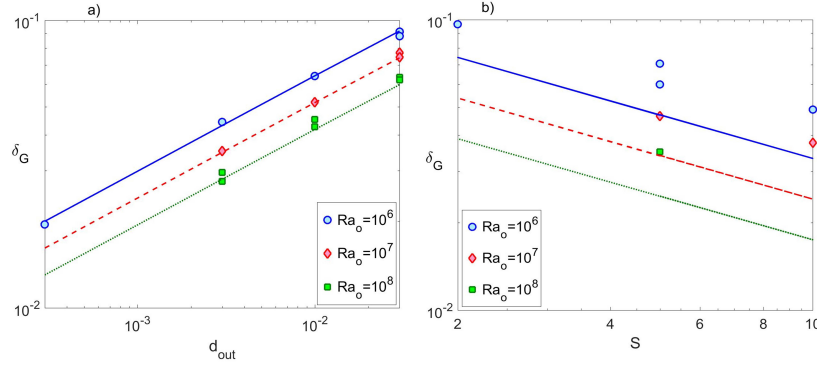 a)
10^-1
δ_G
10^-2
10^-3
10^-2
d_out
Ra_o=10^6
Ra_o=10^7
Ra_o=10^8
b)
10^-1
δ_G
10^-2
2
4
6
8
10
S
Ra_o=10^6
Ra_o=10^7
Ra_o=10^8